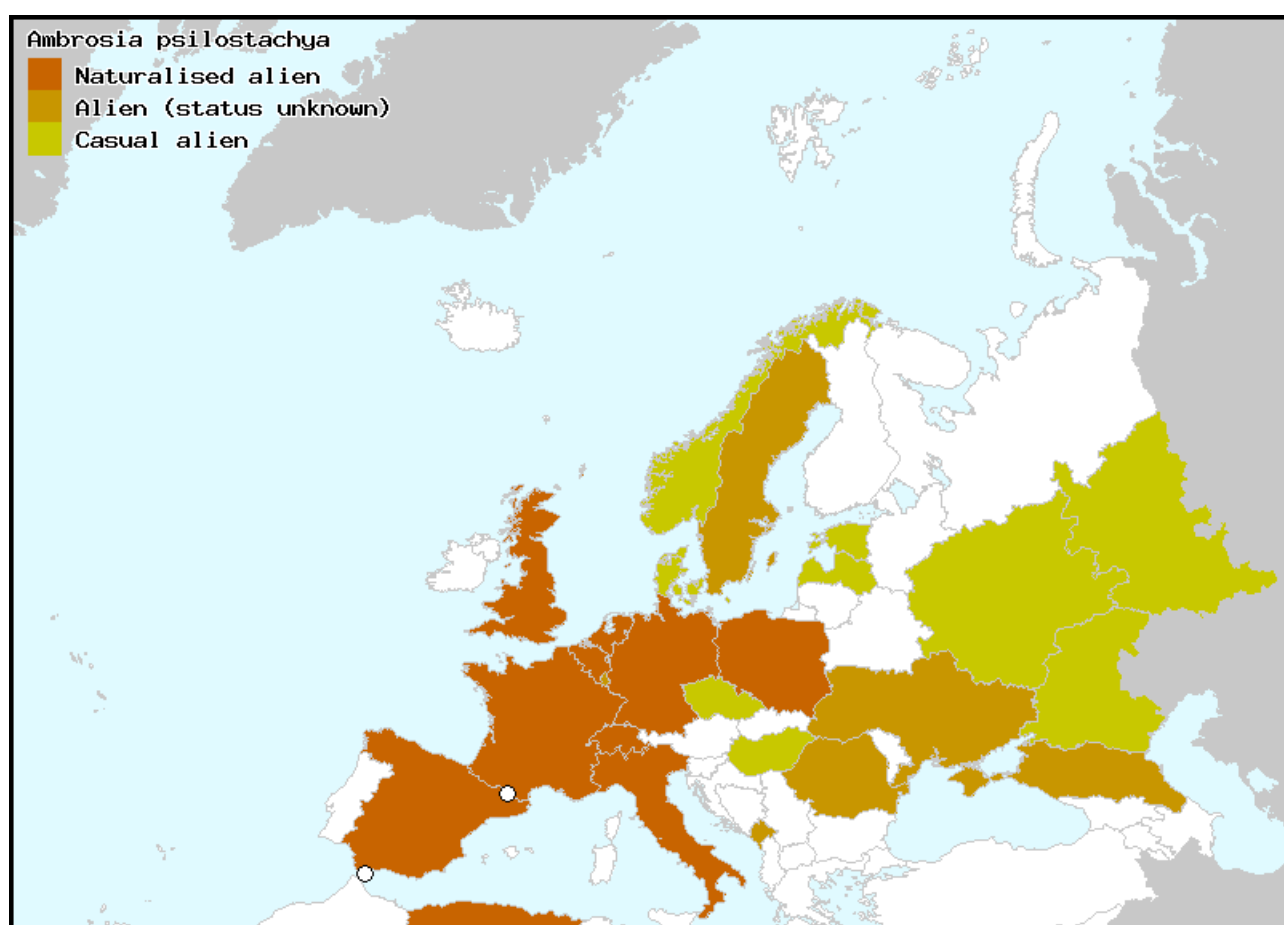 Ambrosia psilostachya
Naturalised alien
Alien (status unknown)
Casual alien